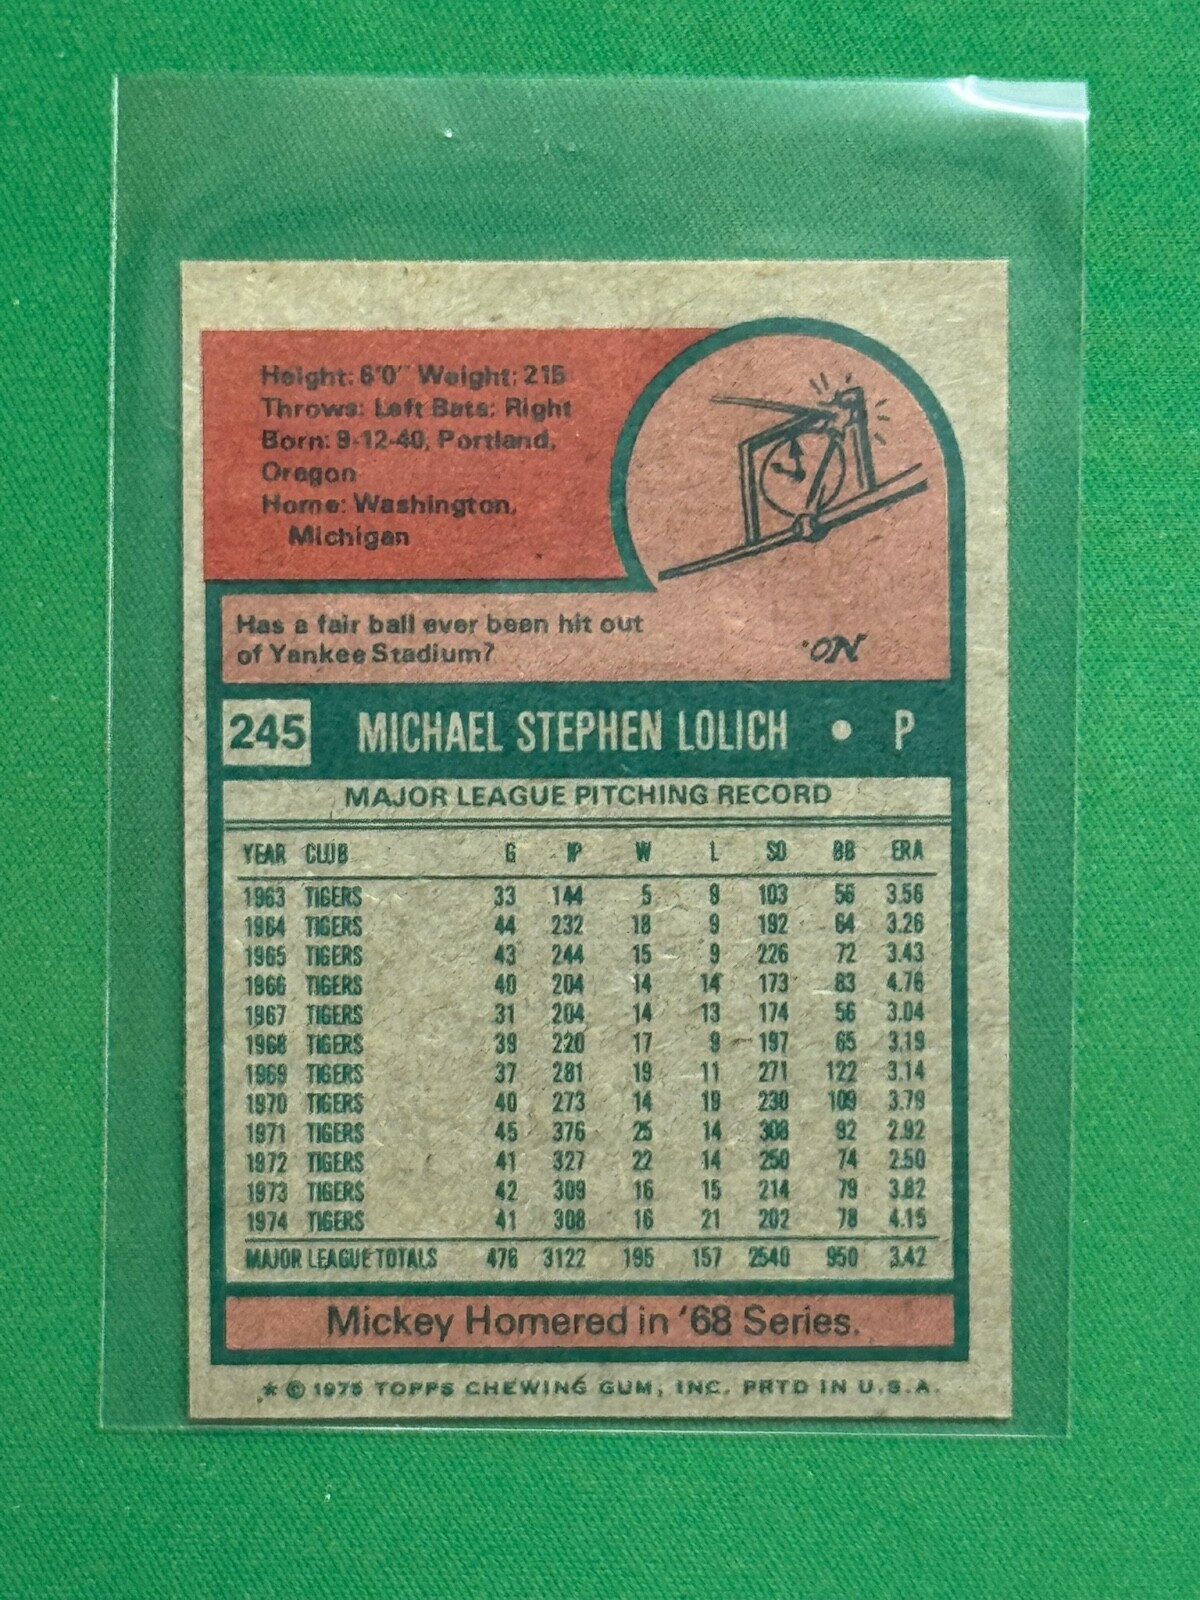 Height: 6'0" Weight: 215
Throws: Left Bats: Right
Born: 9-12-40, Portland,
Oregon
Home: Washington,
Michigan
Has a fair ball ever been hit out
of Yankee Stadium?
No.
245 MICHAEL STEPHEN LOLICH • P
MAJOR LEAGUE PITCHING RECORD
YEAR CLUB G IP W L SO BB ERA
1963 TIGERS 33 144 5 9 103 56 3.56
1964 TIGERS 44 232 18 9 192 64 3.26
1965 TIGERS 43 244 15 9 226 72 3.43
1966 TIGERS 40 204 14 14 173 83 4.76
1967 TIGERS 31 204 14 13 174 56 3.04
1968 TIGERS 39 220 17 9 197 65 3.19
1969 TIGERS 37 281 19 11 271 122 3.14
1970 TIGERS 40 273 14 19 230 109 3.79
1971 TIGERS 45 376 25 14 308 92 2.92
1972 TIGERS 41 327 22 14 250 74 2.50
1973 TIGERS 42 309 16 15 214 79 3.82
1974 TIGERS 41 308 16 21 202 78 4.15
MAJOR LEAGUE TOTALS 476 3122 195 157 2540 950 3.42
Mickey Homered in '68 Series.
* © 1975 TOPPS CHEWING GUM, INC. PRTD IN U.S.A.